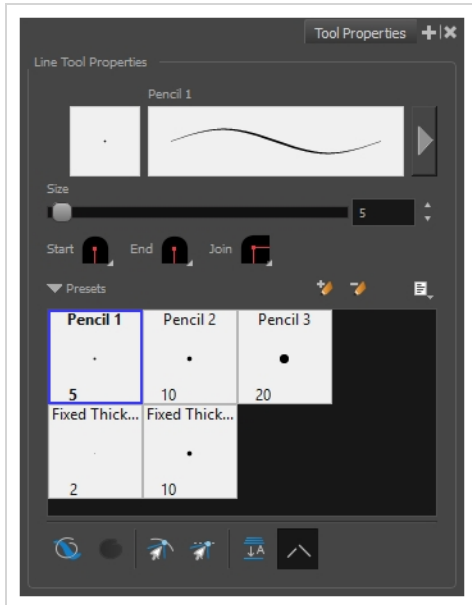 Tool Properties
Line Tool Properties
Pencil 1
Size
5
Start End Join
Presets
Pencil 1 Pencil 2 Pencil 3
5 10 20
Fixed Thick... Fixed Thick...
2 10